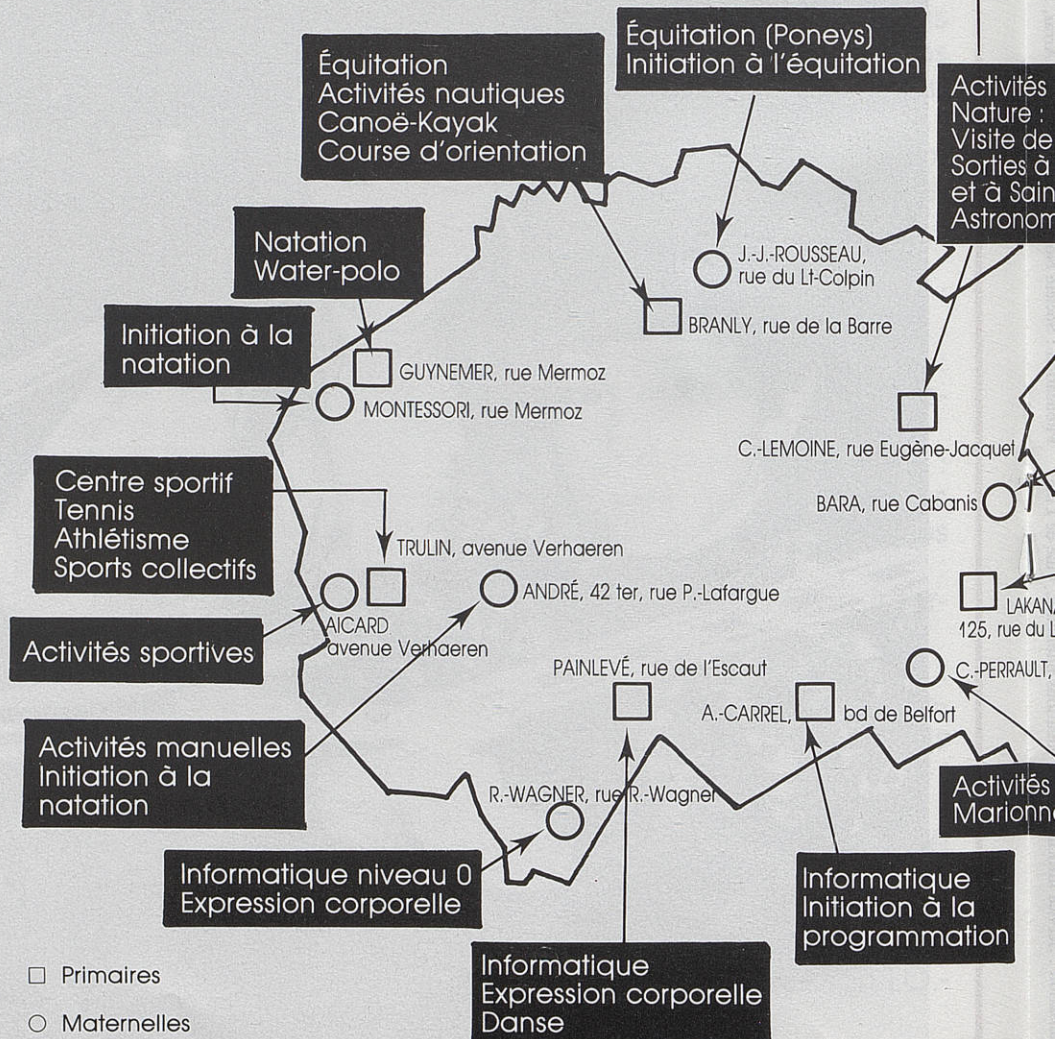 Équitation (Poneys)
Initiation à l'équitation
Équitation
Activités nautiques
Canoë-Kayak
Course d'orientation
Activités
Nature :
Visite de
Sorties à
et à
Natation
Water-polo
J.-J.-ROUSSEAU,
rue du Lt-Colpin
BRANLY, rue de la Barre
Initiation à la
natation
GUYNEMER, rue Mermoz
MONTESSORI, rue Mermoz
C.-LEMOINE, rue Eugène-Jacquet
BARA, rue Cabanis
Centre sportif
Tennis
Athlétisme
Sports collectifs
TRULIN, avenue Verhaeren
ANDRÉ, 42 ter, rue P.-Lafargue
AICARD
avenue Verhaeren
Activités sportives
125, rue du
C.-PERRAULT,
PAINLEVÉ, rue de l'Escaut
A.-CARREL, bd de Belfort
Activités manuelles
Initiation à la
natation
R.-WAGNER, rue R.-Wagner
Activités
Informatique niveau 0
Expression corporelle
Informatique
Initiation à la
programmation
Informatique
Expression corporelle
Danse
Primaires
Maternelles